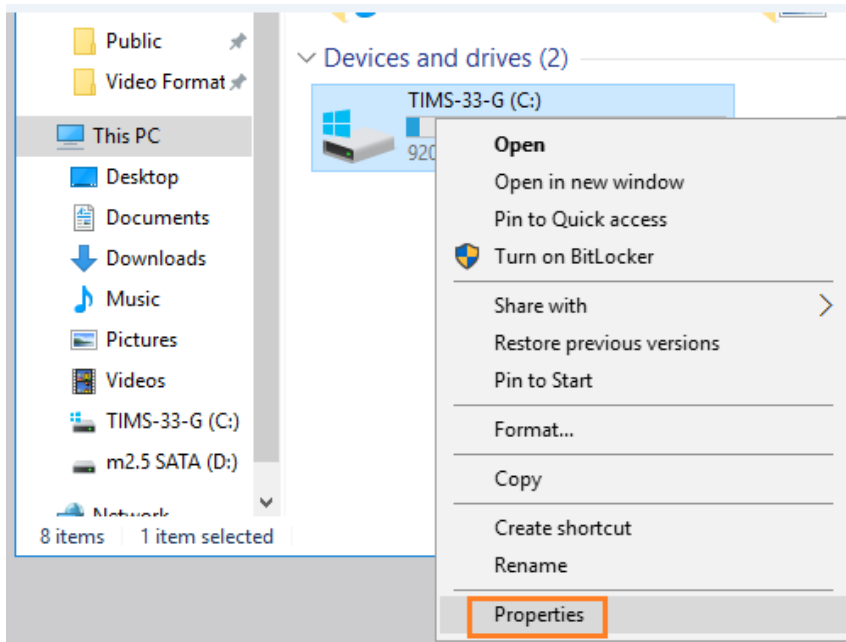 Public
Video Format
This PC
Desktop
Documents
Downloads
Music
Pictures
Videos
TIMS-33-G (C:)
m2.5 SATA (D:)
Network
8 items 1 item selected
Devices and drives (2)
TIMS-33-G (C:)
920
Open
Open in new window
Pin to Quick access
Turn on BitLocker
Share with
Restore previous versions
Pin to Start
Format...
Copy
Create shortcut
Rename
Properties